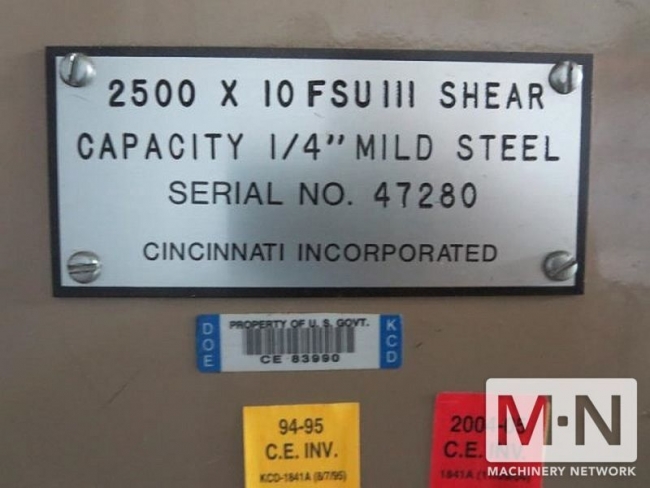 2500 X 10 FSU III SHEAR
CAPACITY 1/4" MILD STEEL
SERIAL NO. 47280
CINCINNATI INCORPORATED
DOE
PROPERTY OF U. S. GOVT.
CE 83990
KCD
94-95
C.E. INV.
KCD-1841A (8/7/95)
C.E. INV.
M·N
MACHINERY NETWORK